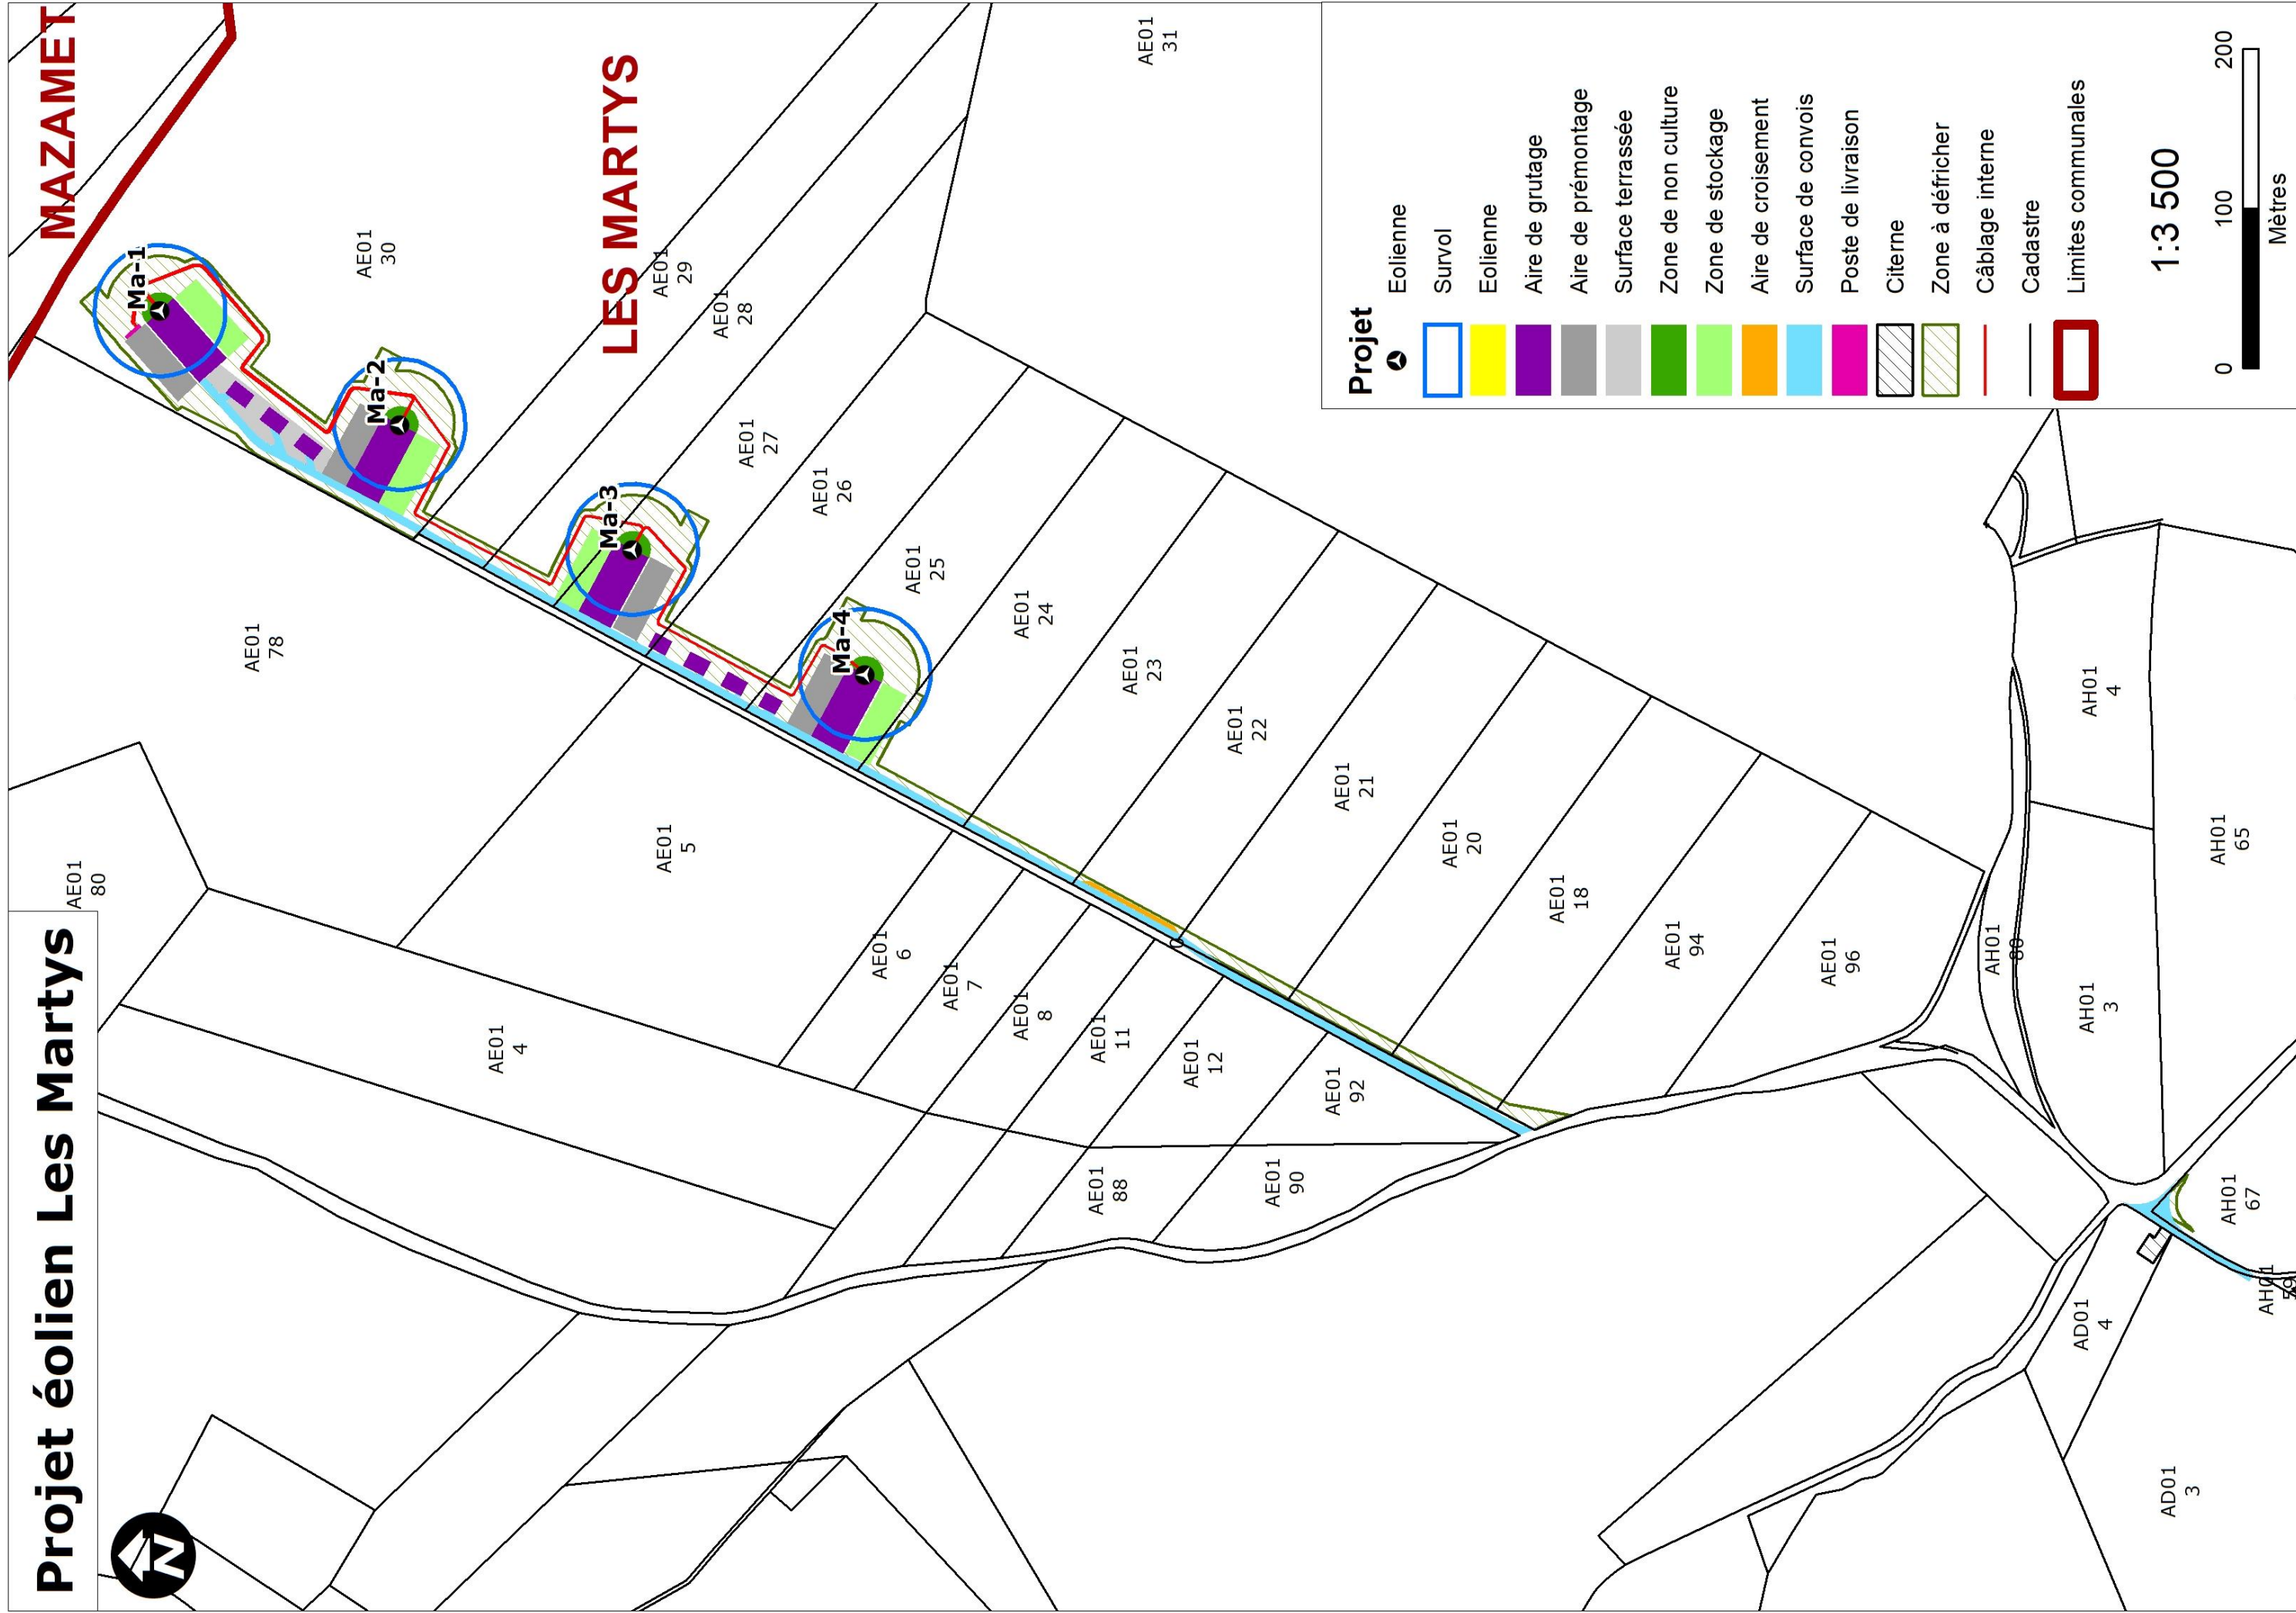 Projet éolien Les Martys
N
MAZAMET
LES MARTYS
Ma-1
Ma-2
Ma-3
Ma-4
AE01
80
AE01
78
AE01
30
AE01
29
AE01
28
AE01
31
AE01
27
AE01
26
AE01
25
AE01
24
AE01
23
AE01
22
AE01
21
AE01
20
AE01
18
AE01
94
AE01
96
AE01
4
AE01
5
AE01
6
AE01
7
AE01
8
AE01
11
AE01
12
AE01
92
AE01
88
AE01
90
AH01
80
AH01
4
AH01
3
AH01
65
AH01
67
AH01
59
AD01
4
AD01
3
Projet
Eolienne
Survol
Eolienne
Aire de grutage
Aire de prémontage
Surface terrassée
Zone de non culture
Zone de stockage
Aire de croisement
Surface de convois
Poste de livraison
Citerne
Zone à défricher
Câblage interne
Cadastre
Limites communales
1:3 500
0 100 200
Mètres